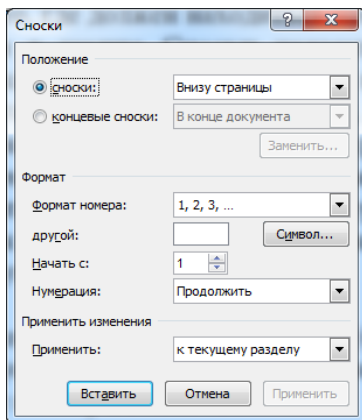 Сноски
Положение
сноски: Внизу страницы
концевые сноски: В конце документа
Заменить...
Формат
Формат номера: 1, 2, 3, ...
другой: Символ...
Начать с: 1
Нумерация: Продолжить
Применить изменения
Применить: к текущему разделу
Вставить Отмена Применить